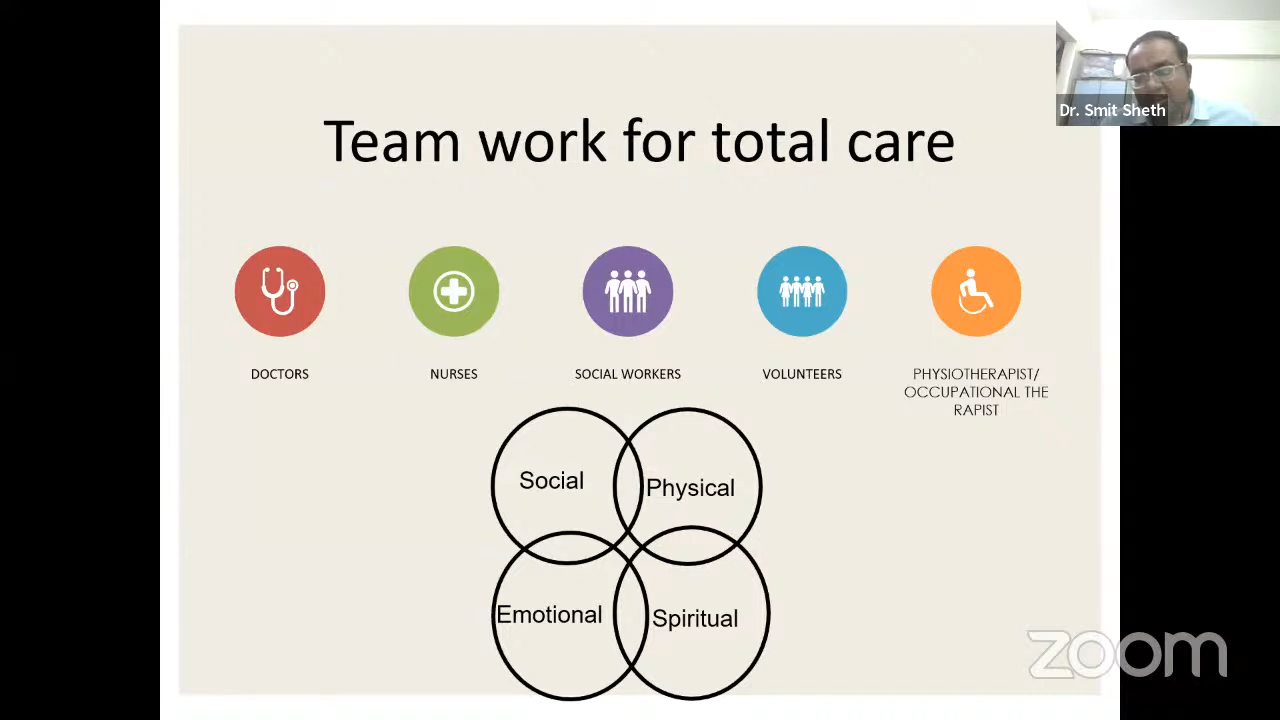 Dr. Smit Sheth
Team work for total care
DOCTORS
NURSES
SOCIAL WORKERS
VOLUNTEERS
PHYSIOTHERAPIST/
OCCUPATIONAL THE
RAPIST
Social
Physical
Emotional
Spiritual
zoom